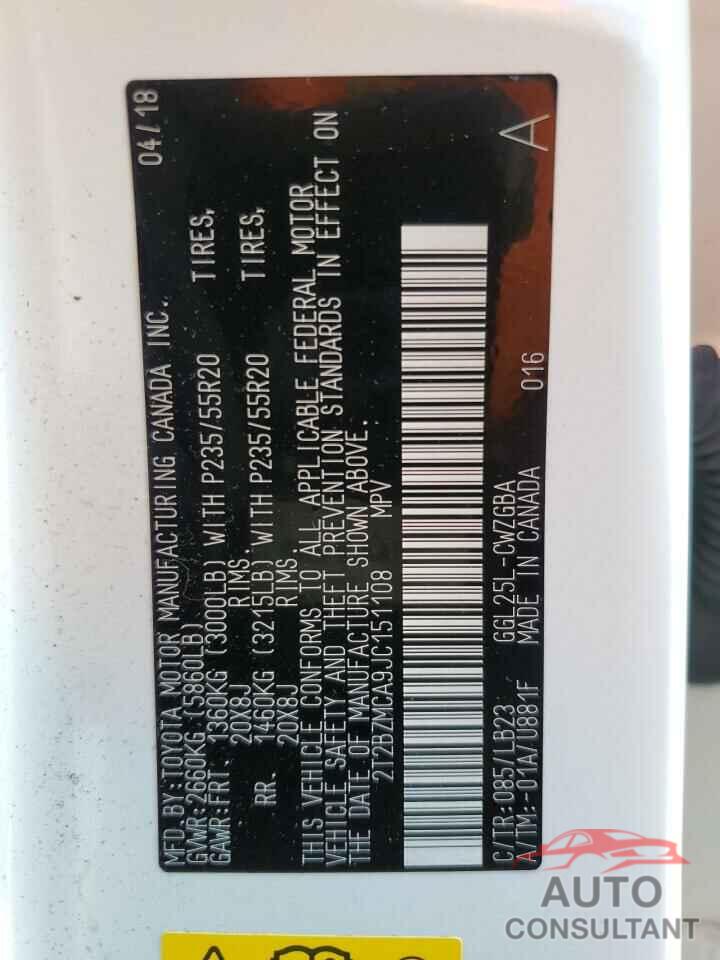 MFD. BY:TOYOTA MOTOR MANUFACTURING CANADA INC. 04/18
GVWR:2660KG (5860LB)
GAWR:FRT. 1360KG (3000LB) WITH P235/55R20 TIRES,
20X8J RIMS.
RR. 1460KG (3215LB) WITH P235/55R20 TIRES,
20X8J RIMS.
THIS VEHICLE CONFORMS TO ALL APPLICABLE FEDERAL MOTOR
VEHICLE SAFETY AND THEFT PREVENTION STANDARDS IN EFFECT ON
THE DATE OF MANUFACTURE SHOWN ABOVE.
2T2BZMCA9JC151108 MPV
C/TR:085/LB23 GGL25L-CWZGBA
A/TM:-01A/U881F MADE IN CANADA 016 A
AUTO
CONSULTANT